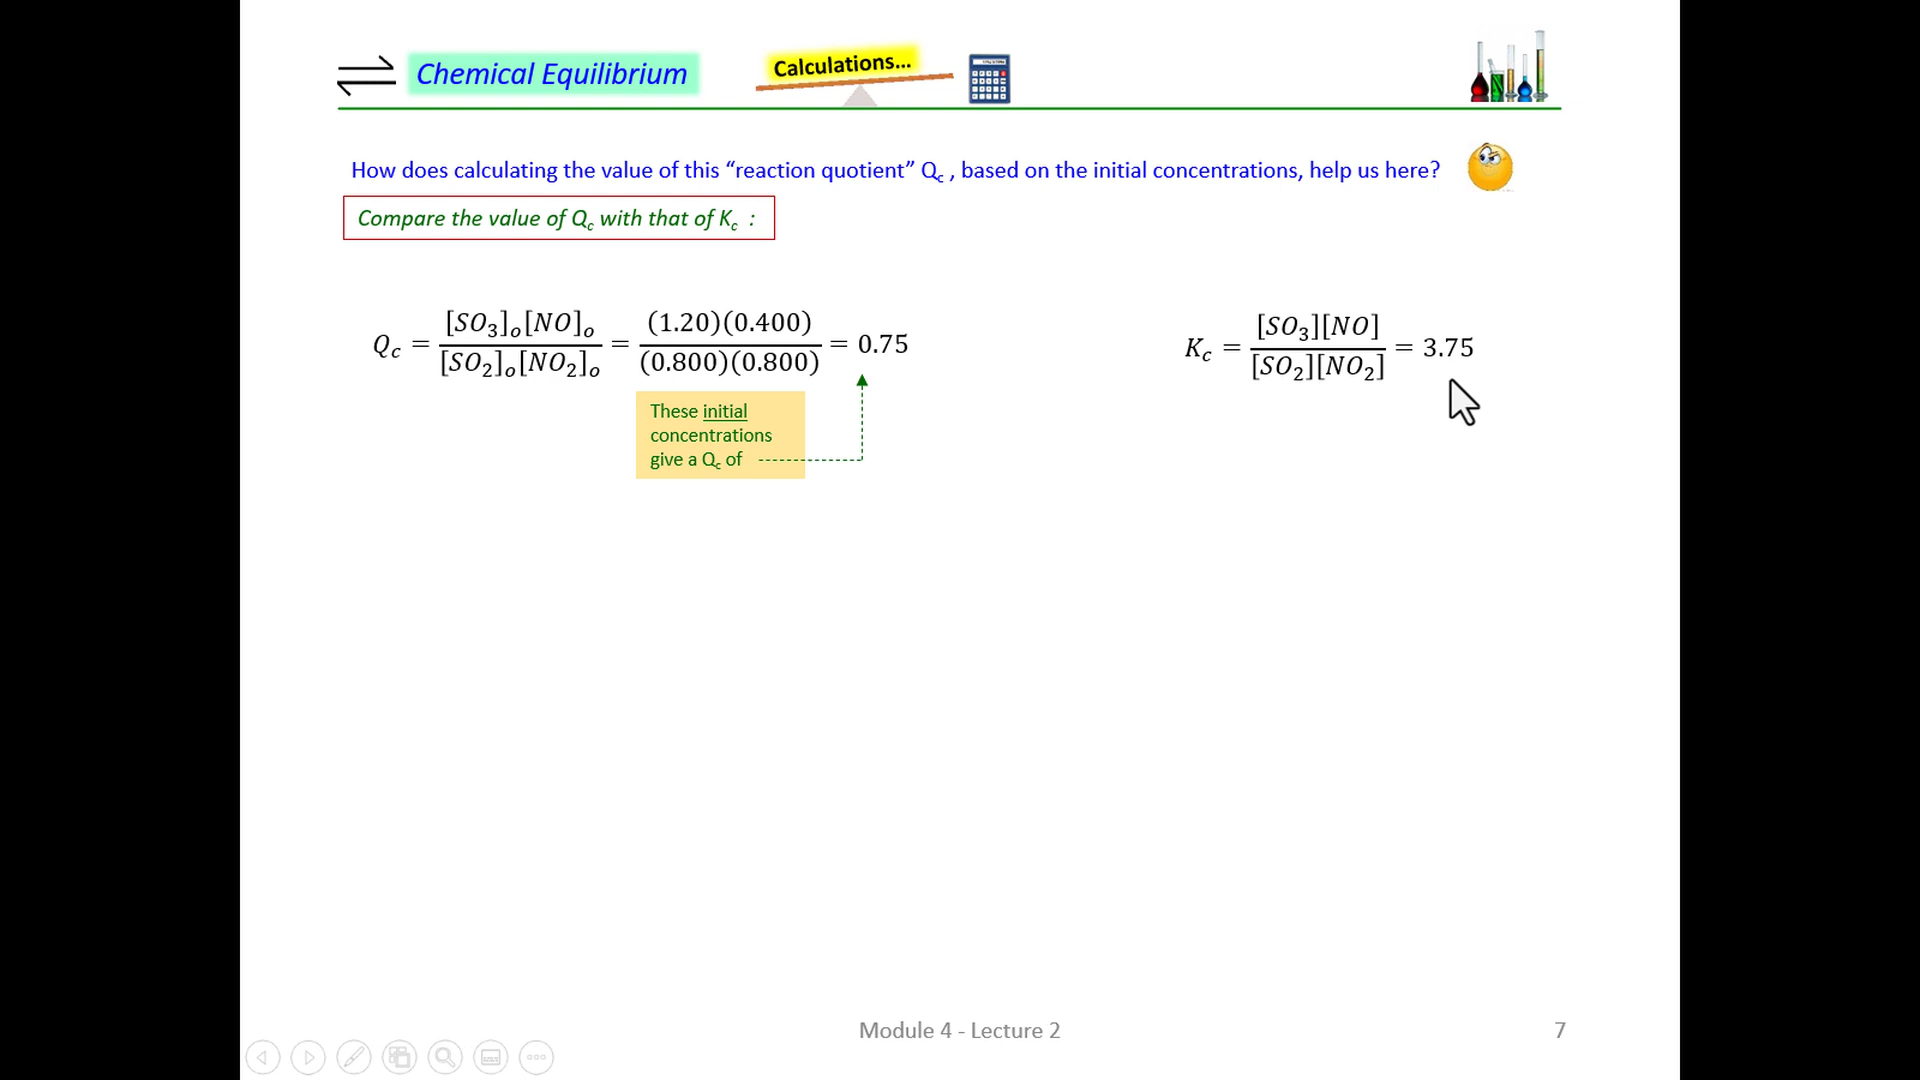 Chemical Equilibrium
Calculations...
How does calculating the value of this “reaction quotient” Qc , based on the initial concentrations, help us here?
Compare the value of Qc with that of Kc :
Qc = [SO3]o[NO]o / [SO2]o[NO2]o = (1.20)(0.400) / (0.800)(0.800) = 0.75
Kc = [SO3][NO] / [SO2][NO2] = 3.75
These initial
concentrations
give a Qc of
Module 4 - Lecture 2
7